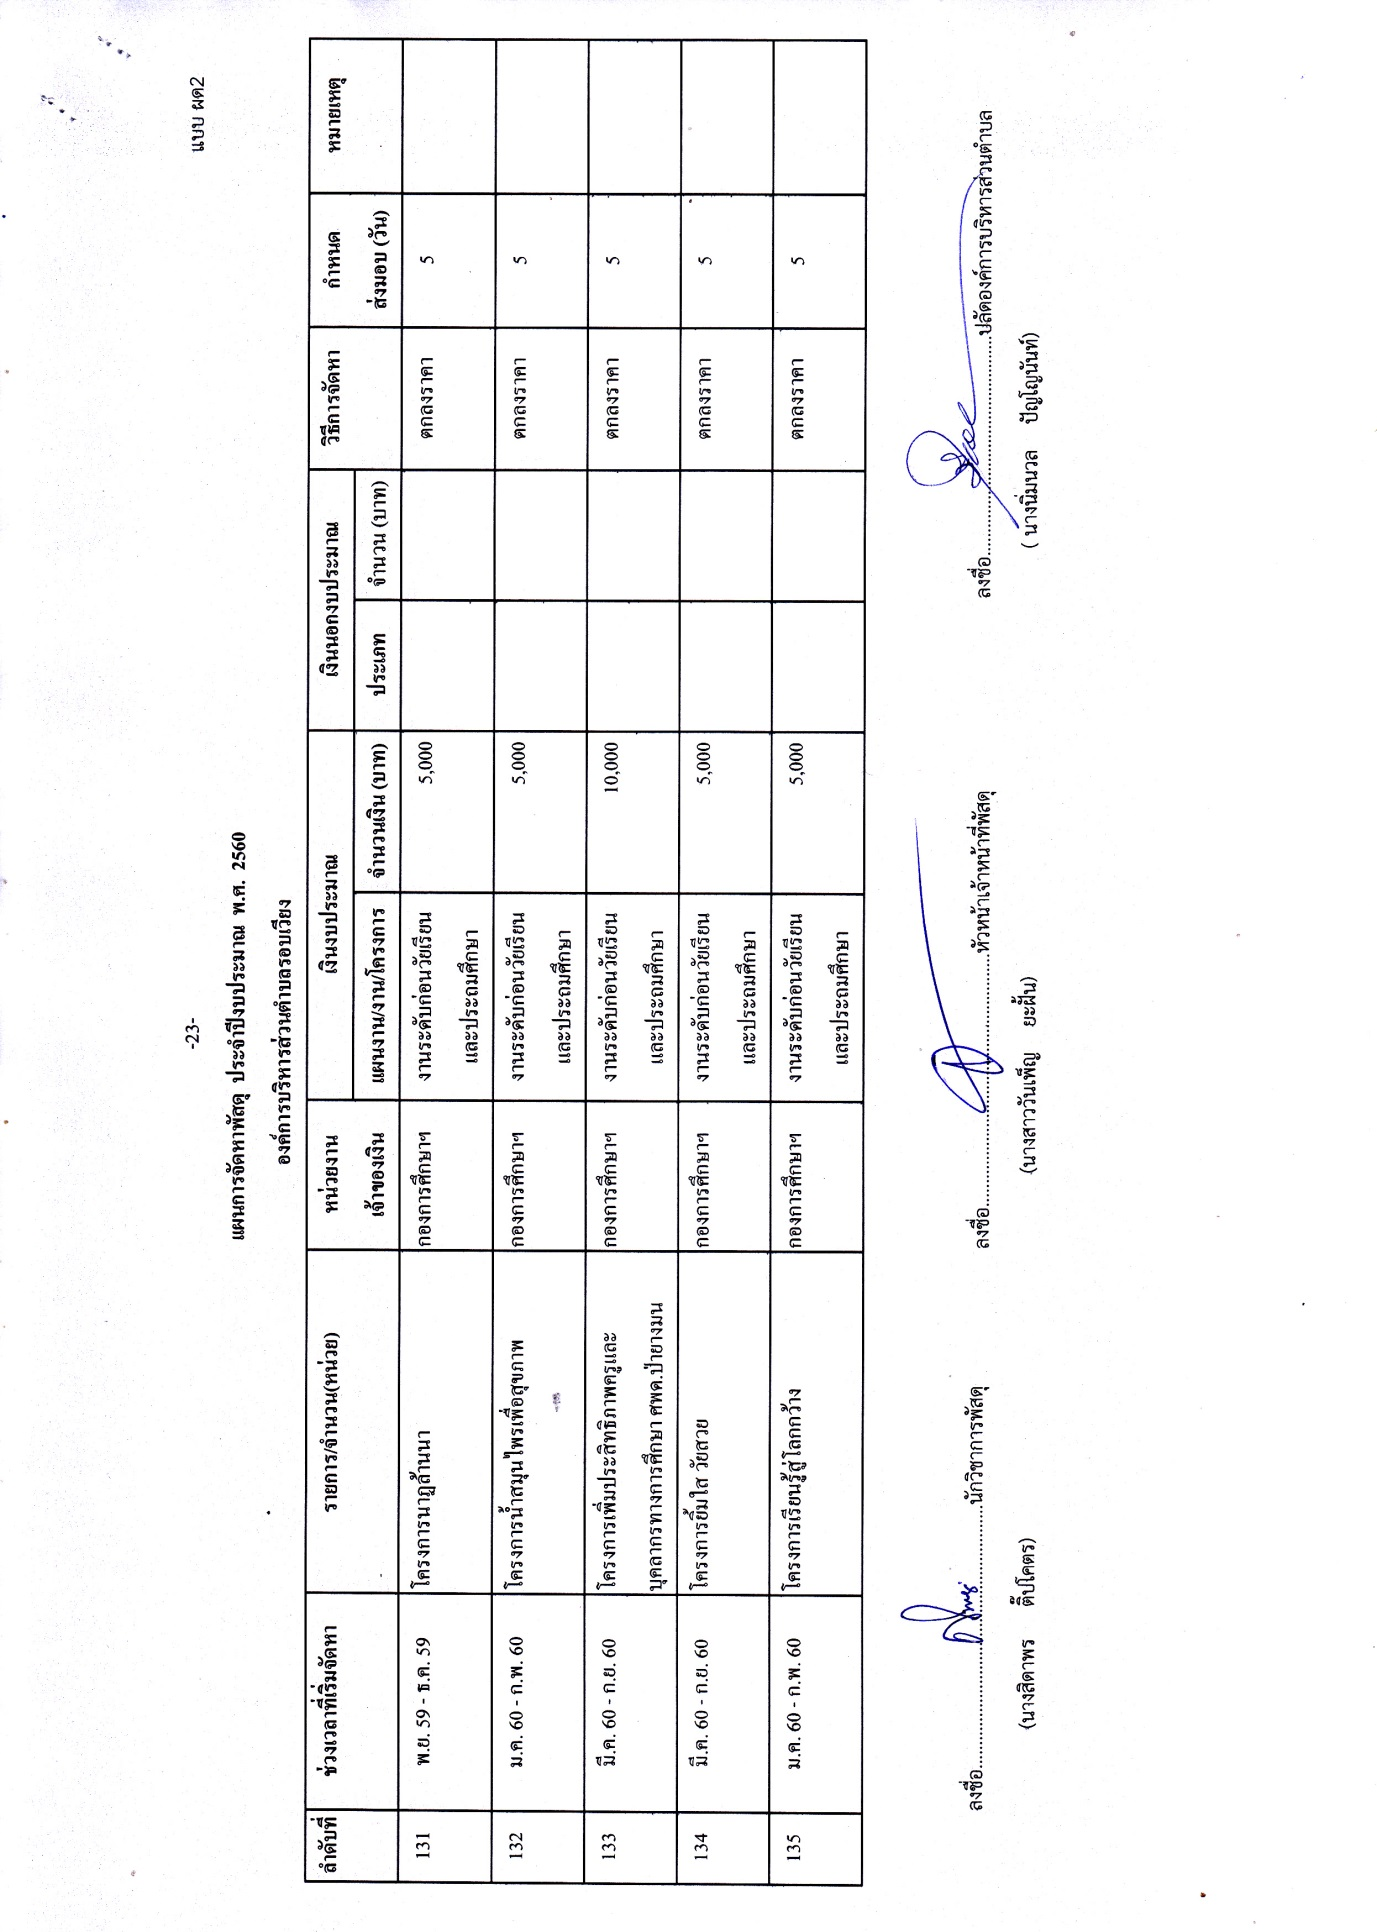 -23-
แบบ ผด2
แผนการจัดหาพัสดุ ประจำปีงบประมาณ พ.ศ. 2560
องค์การบริหารส่วนตำบลรอบเวียง
ลำดับที่ ช่วงเวลาที่เริ่มจัดหา รายการ/จำนวน(หน่วย) หน่วยงาน เงินงบประมาณ เงินนอกงบประมาณ วิธีการจัดหา กำหนด หมายเหตุ
เจ้าของเงิน แผนงาน/งาน/โครงการ จำนวนเงิน (บาท) ประเภท จำนวน (บาท) ส่งมอบ (วัน)
131 พ.ย. 59 - ธ.ค. 59 โครงการนาฏล้านนา กองการศึกษาฯ งานระดับก่อนวัยเรียน 5,000 ตกลงราคา 5
และประถมศึกษา
132 ม.ค. 60 - ก.พ. 60 โครงการน้ำสมุนไพรเพื่อสุขภาพ กองการศึกษาฯ งานระดับก่อนวัยเรียน 5,000 ตกลงราคา 5
และประถมศึกษา
133 มี.ค. 60 - ก.ย. 60 โครงการเพิ่มประสิทธิภาพครูและ กองการศึกษาฯ งานระดับก่อนวัยเรียน 10,000 ตกลงราคา 5
บุคลากรทางการศึกษา ศพด.ป่ายางมน และประถมศึกษา
134 มี.ค. 60 - ก.ย. 60 โครงการยิ้มใส วัยสวย กองการศึกษาฯ งานระดับก่อนวัยเรียน 5,000 ตกลงราคา 5
และประถมศึกษา
135 ม.ค. 60 - ก.พ. 60 โครงการเรียนรู้สู่โลกกว้าง กองการศึกษาฯ งานระดับก่อนวัยเรียน 5,000 ตกลงราคา 5
และประถมศึกษา
ลงชื่อ..........นักวิชาการพัสดุ ลงชื่อ..........หัวหน้าเจ้าหน้าที่พัสดุ ลงชื่อ..........ปลัดองค์การบริหารส่วนตำบล
(นางสิดาพร ติ๊ปโคตร) (นางสาววันเพ็ญ ยะฝั้น) ( นางนิ่มนวล ปัญโญนันท์)